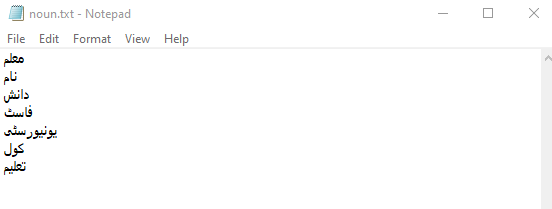 noun.txt - Notepad
File Edit Format View Help
معلم
نام
دانش
فاسٹ
یونیورسٹی
کول
تعلیم